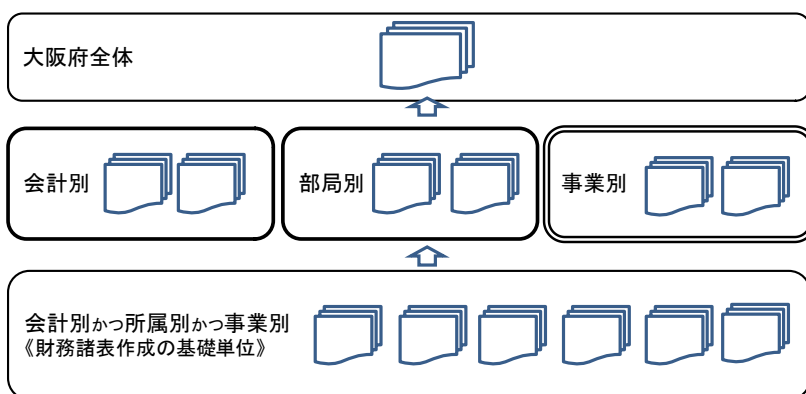 大阪府全体
会計別
部局別
事業別
会計別かつ所属別かつ事業別
《財務諸表作成の基礎単位》